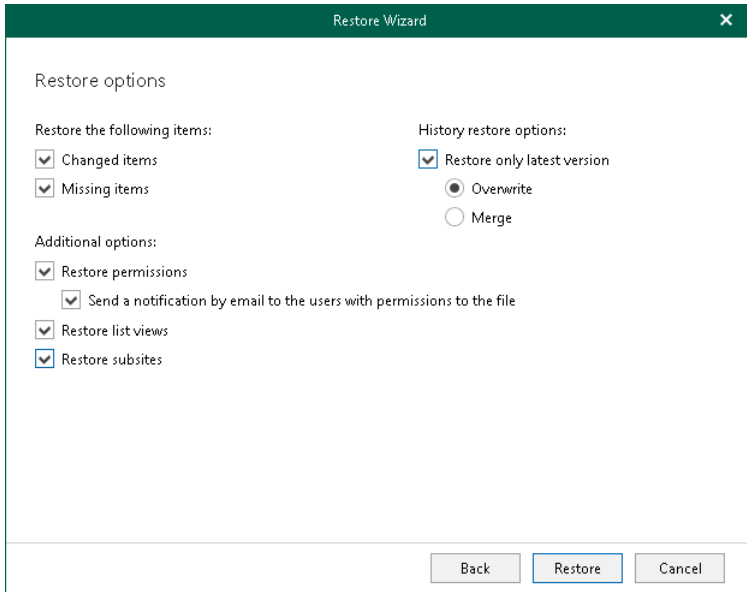 Restore Wizard
Restore options
Restore the following items:
Changed items
Missing items
History restore options:
Restore only latest version
Overwrite
Merge
Additional options:
Restore permissions
Send a notification by email to the users with permissions to the file
Restore list views
Restore subsites
Back
Restore
Cancel